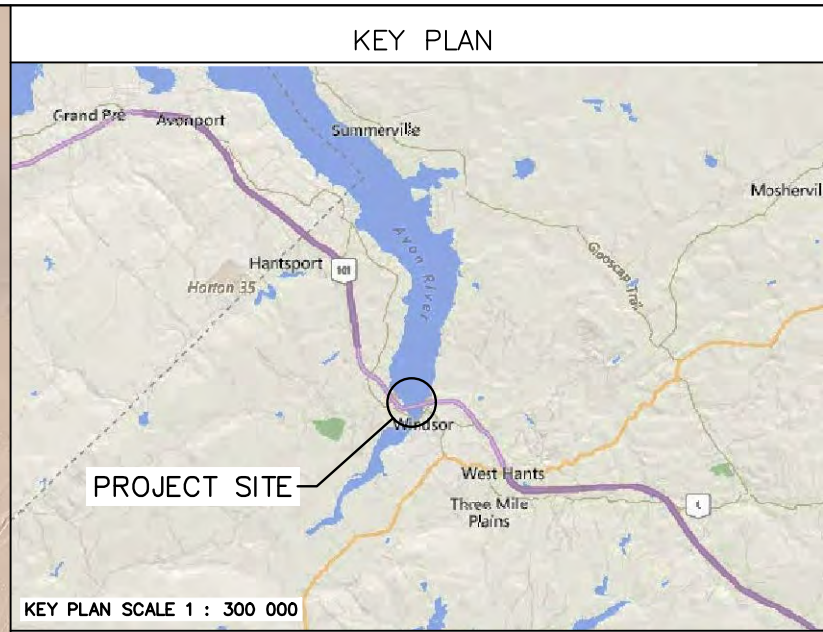 KEY PLAN
Grand Pré
Avonport
Summerville
Moshervil
Avon River
Glooscap Trail
Hantsport
101
Horton 35
Windsor
PROJECT SITE
West Hants
Three Mile
Plains
1
KEY PLAN SCALE 1 : 300 000